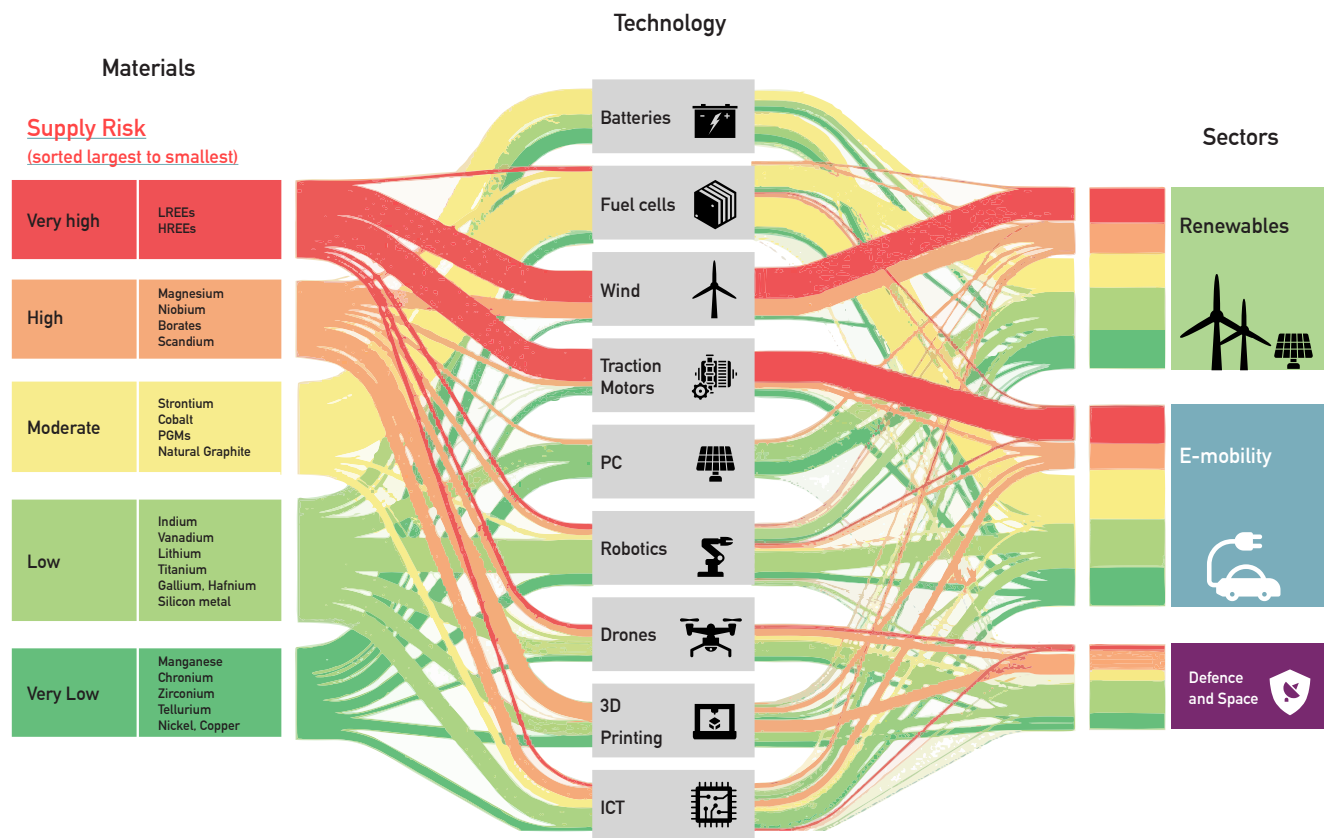 Technology
Materials
Supply Risk
(sorted largest to smallest)
Very high
LREEs
HREEs
High
Magnesium
Niobium
Borates
Scandium
Moderate
Strontium
Cobalt
PGMs
Natural Graphite
Low
Indium
Vanadium
Lithium
Titanium
Gallium, Hafnium
Silicon metal
Very Low
Manganese
Chronium
Zirconium
Tellurium
Nickel, Copper
Batteries
Fuel cells
Wind
Traction
Motors
PC
Robotics
Drones
3D
Printing
ICT
Sectors
Renewables
E-mobility
Defence
and Space